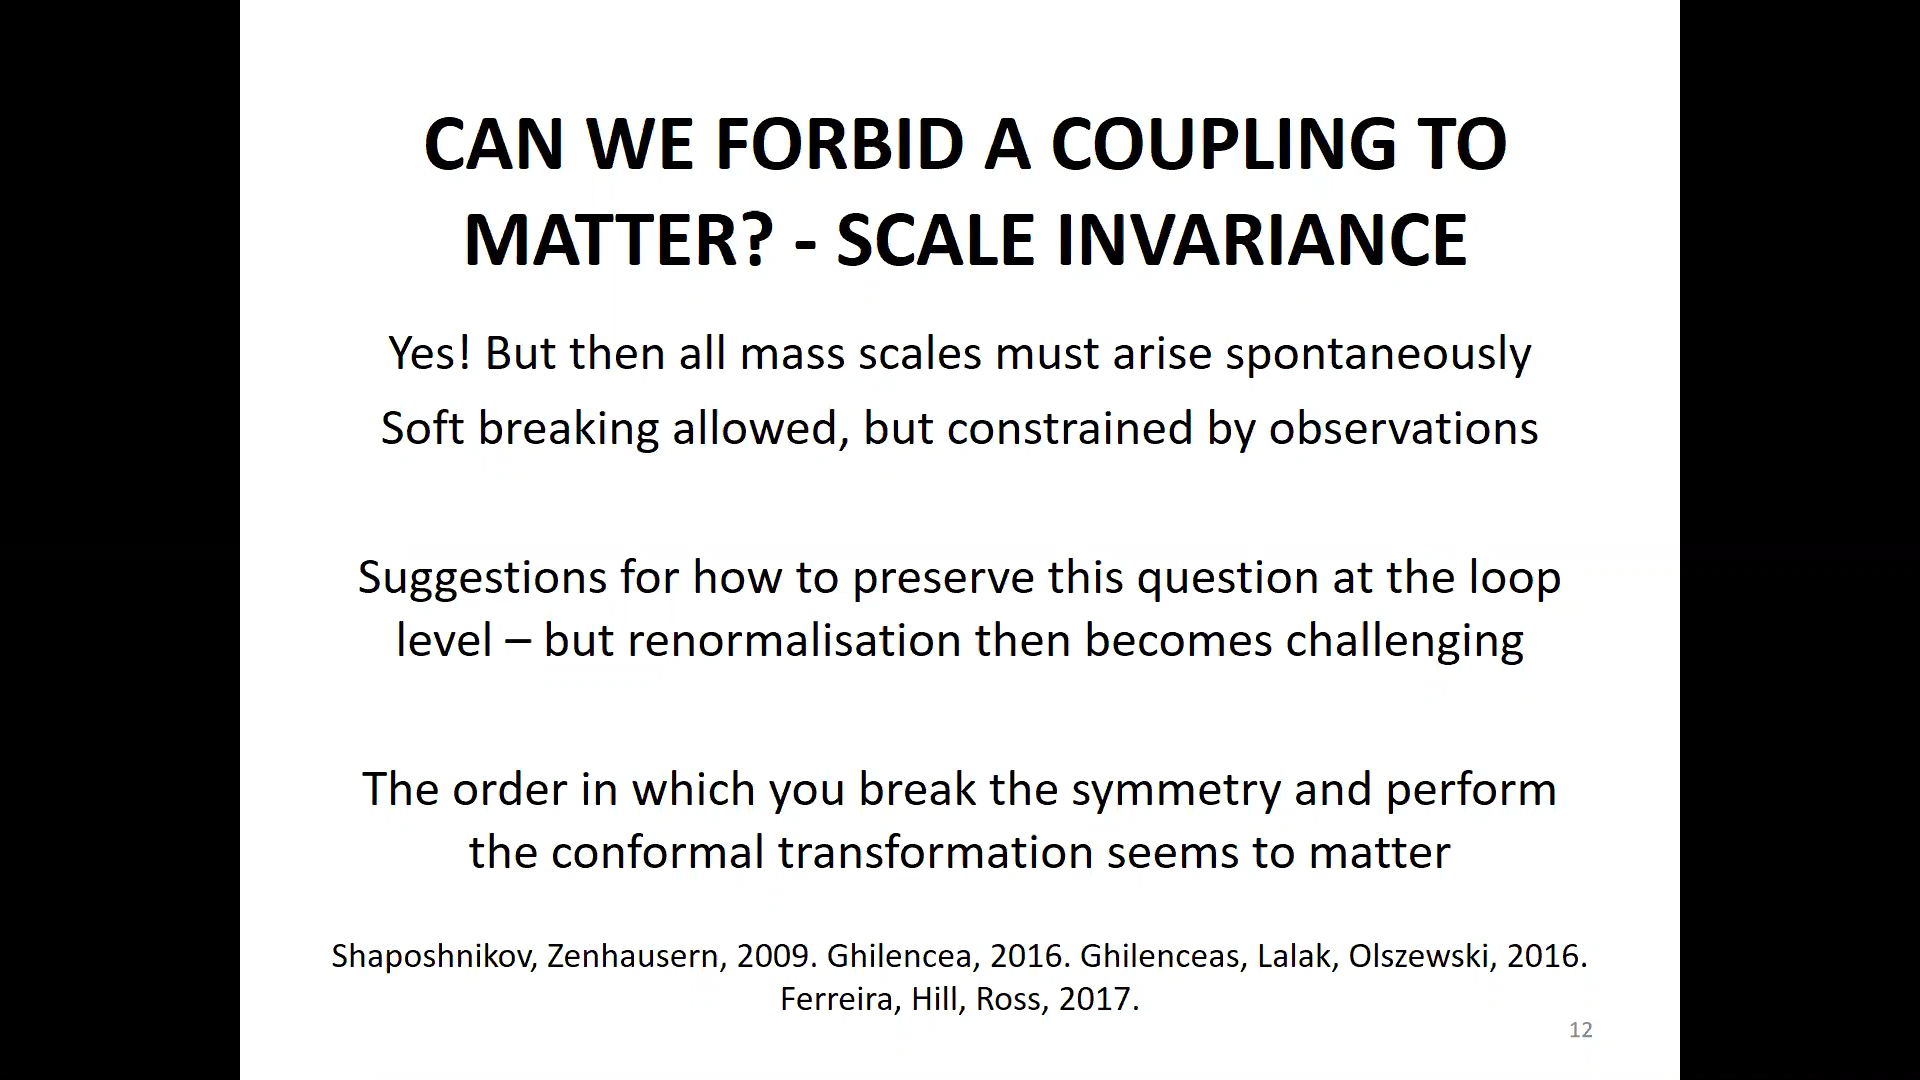 CAN WE FORBID A COUPLING TO
MATTER? - SCALE INVARIANCE
Yes! But then all mass scales must arise spontaneously
Soft breaking allowed, but constrained by observations
Suggestions for how to preserve this question at the loop
level – but renormalisation then becomes challenging
The order in which you break the symmetry and perform
the conformal transformation seems to matter
Shaposhnikov, Zenhausern, 2009. Ghilencea, 2016. Ghilenceas, Lalak, Olszewski, 2016.
Ferreira, Hill, Ross, 2017.
12